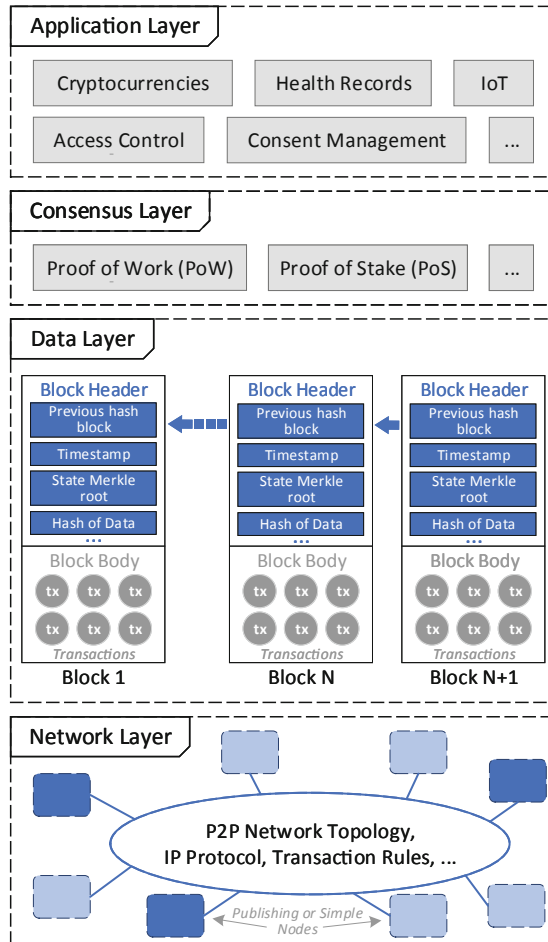 Application Layer
Cryptocurrencies
Health Records
IoT
Access Control
Consent Management
...
Consensus Layer
Proof of Work (PoW)
Proof of Stake (PoS)
...
Data Layer
Block Header
Previous hash
block
Timestamp
State Merkle
root
Hash of Data
...
Block Body
tx tx tx
tx tx tx
Transactions
Block 1
Block Header
Previous hash
block
Timestamp
State Merkle
root
Hash of Data
...
Block Body
tx tx tx
tx tx tx
Transactions
Block N
Block Header
Previous hash
block
Timestamp
State Merkle
root
Hash of Data
...
Block Body
tx tx tx
tx tx tx
Transactions
Block N+1
Network Layer
P2P Network Topology,
IP Protocol, Transaction Rules, ...
Publishing or Simple
Nodes